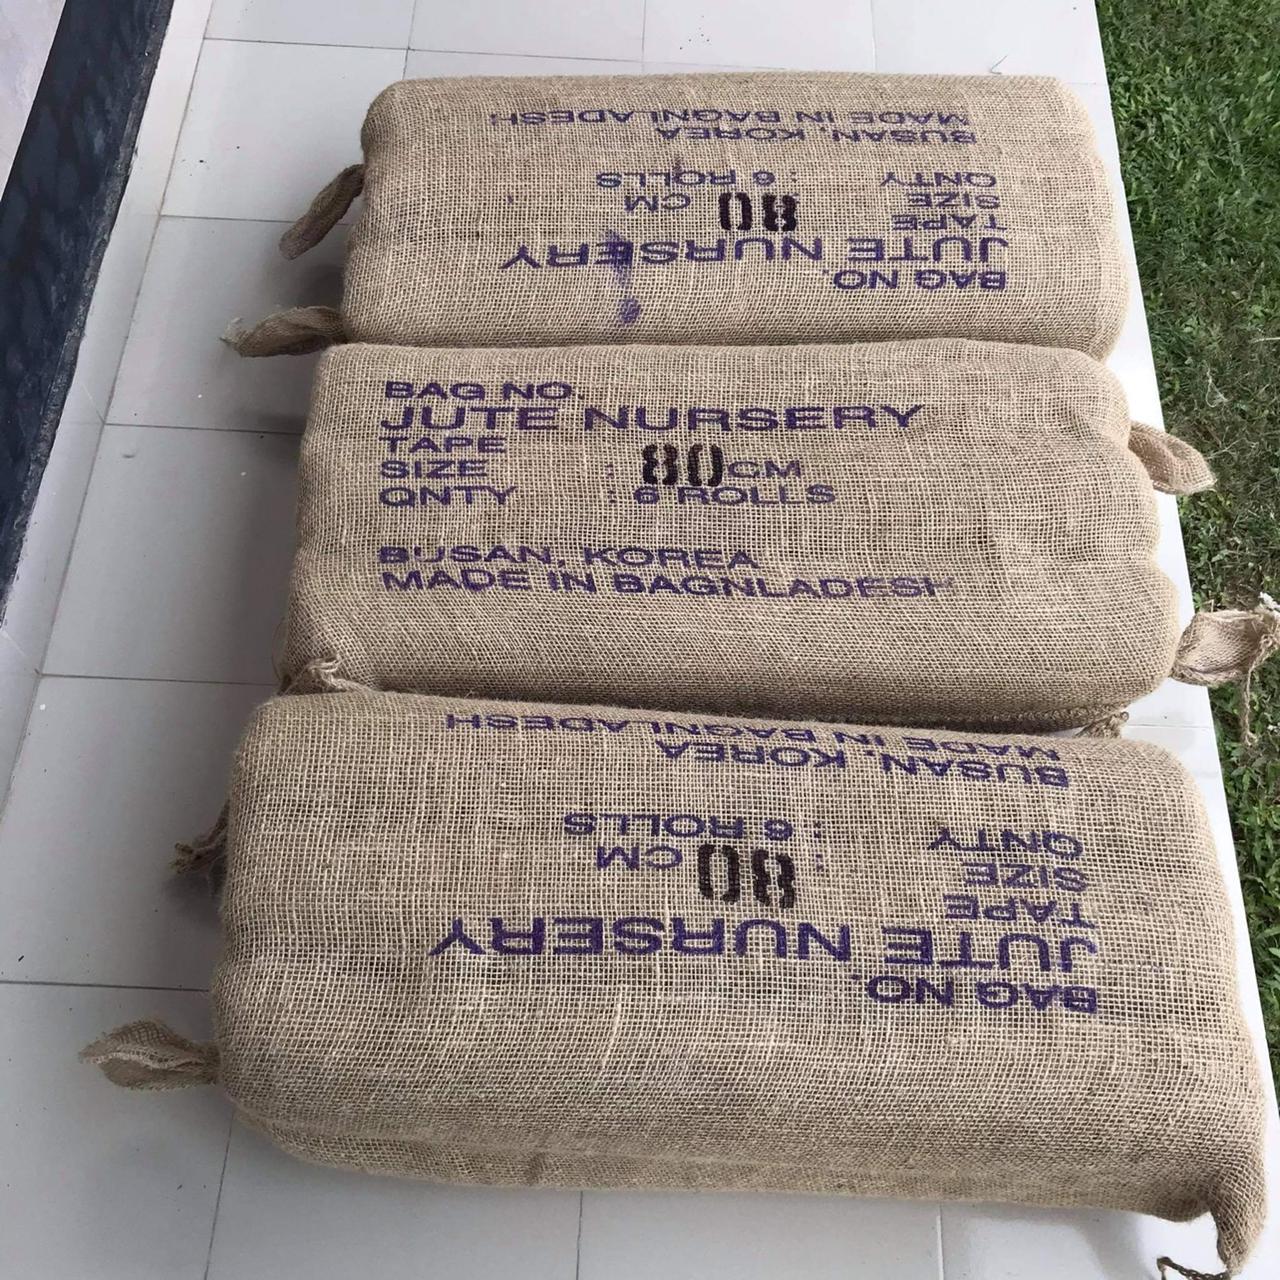 MADE IN BAGNLADESH
BUSAN, KOREA
QNTY : 6 ROLLS
SIZE 80 CM
TAPE
JUTE NURSERY
BAG NO.
BAG NO.
JUTE NURSERY
TAPE
SIZE : 80 CM
QNTY : 6 ROLLS
BUSAN, KOREA
MADE IN BAGNLADESH
MADE IN BAGNLADESH
BUSAN, KOREA
QNTY : 6 ROLLS
SIZE : 80 CM
TAPE
JUTE NURSERY
BAG NO.